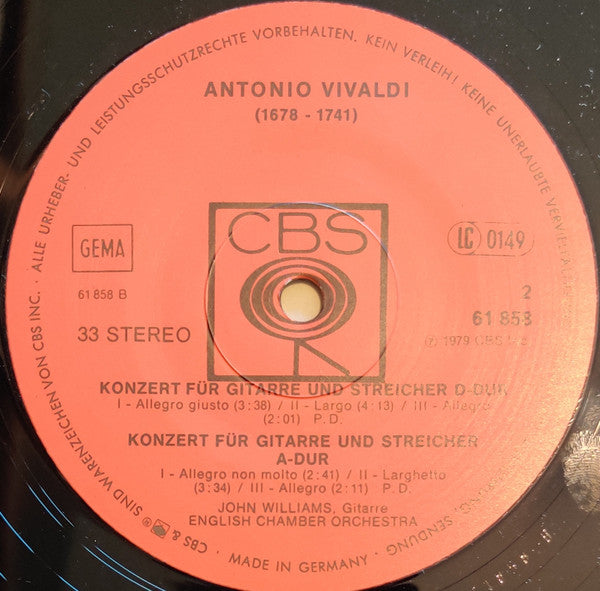 ALLE URHEBER- UND LEISTUNGSSCHUTZRECHTE VORBEHALTEN. KEIN VERLEIH! KEINE UNERLAUBTE
SENDUNG
ANTONIO VIVALDI
(1678 - 1741)
CBS
GEMA
LC 0149
61 858 B
2
33 STEREO
61 858
Ⓟ 1979 CBS Inc.
KONZERT FÜR GITARRE UND STREICHER D-DUR
I - Allegro giusto (3:38) / II - Largo (4:13) / III - Allegro
(2:01) P.D.
KONZERT FÜR GITARRE UND STREICHER
A-DUR
I - Allegro non molto (2:41) / II - Larghetto
(3:34) / III - Allegro (2:11) P.D.
JOHN WILLIAMS, Gitarre
ENGLISH CHAMBER ORCHESTRA
CBS & ® SIND WARENZEICHEN VON CBS INC. ·
· MADE IN GERMANY ·